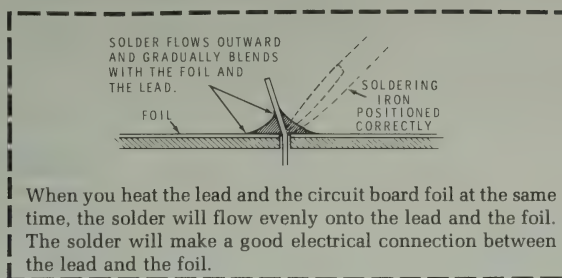 SOLDER FLOWS OUTWARD
AND GRADUALLY BLENDS
WITH THE FOIL AND
THE LEAD.
FOIL
SOLDERING
IRON
POSITIONED
CORRECTLY
When you heat the lead and the circuit board foil at the same
time, the solder will flow evenly onto the lead and the foil.
The solder will make a good electrical connection between
the lead and the foil.